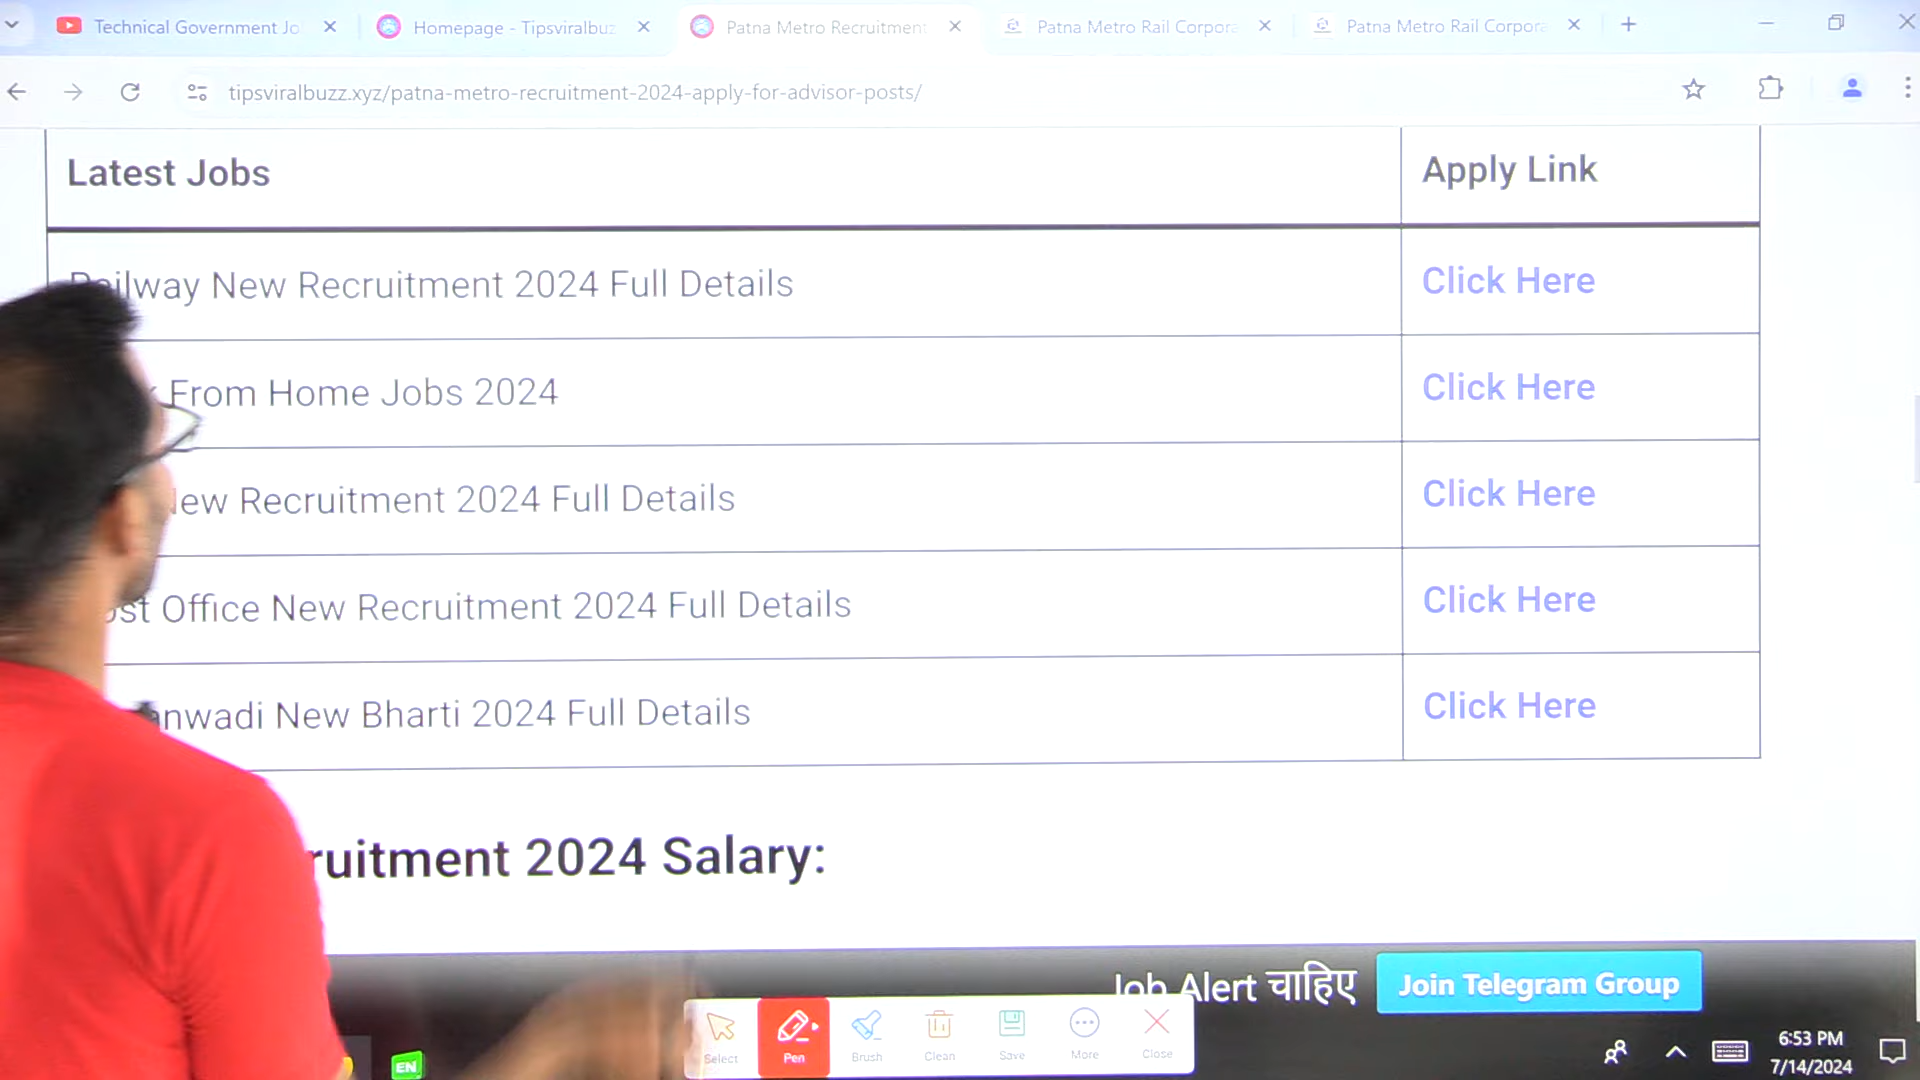 Technical Government Jo
Homepage - Tipsviralbuz
Patna Metro Recruitment
Patna Metro Rail Corpora
Patna Metro Rail Corpora
tipsviralbuzz.xyz/patna-metro-recruitment-2024-apply-for-advisor-posts/
Latest Jobs Apply Link
Railway New Recruitment 2024 Full Details Click Here
From Home Jobs 2024 Click Here
New Recruitment 2024 Full Details Click Here
Post Office New Recruitment 2024 Full Details Click Here
anwadi New Bharti 2024 Full Details Click Here
ruitment 2024 Salary:
Job Alert चाहिए Join Telegram Group
Select Pen Brush Clean Save More Close
EN
6:53 PM
7/14/2024